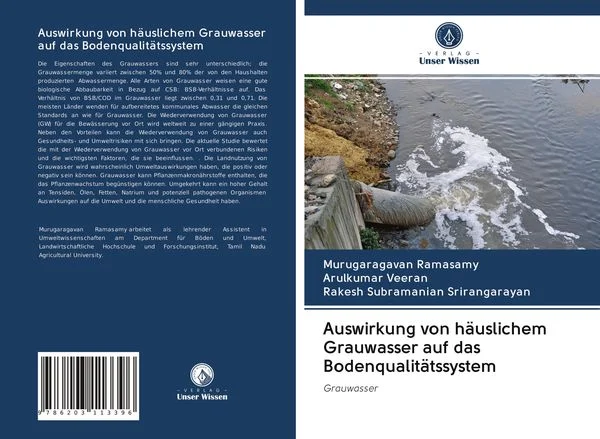 Auswirkung von häuslichem Grauwasser
auf das Bodenqualitätssystem
Die Eigenschaften des Grauwassers sind sehr unterschiedlich; die
Grauwassermenge variiert zwischen 50% und 80% der von den Haushalten
produzierten Abwassermenge. Alle Arten von Grauwasser weisen eine gute
biologische Abbaubarkeit in Bezug auf CSB: BSB-Verhältnisse auf. Das
Verhältnis von BSB/COD im Grauwasser liegt zwischen 0,31 und 0,71. Die
meisten Länder wenden für aufbereitetes kommunales Abwasser die gleichen
Standards an wie für Grauwasser. Die Wiederverwendung von Grauwasser
(GW) für die Bewässerung vor Ort wird weltweit zu einer gängigen Praxis.
Neben den Vorteilen kann die Wiederverwendung von Grauwasser auch
Gesundheits- und Umweltrisiken mit sich bringen. Die aktuelle Studie bewertet
die mit der Wiederverwendung von Grauwasser vor Ort verbundenen Risiken
und die wichtigsten Faktoren, die sie beeinflussen. . Die Landnutzung von
Grauwasser wird wahrscheinlich Umweltauswirkungen haben, die positiv oder
negativ sein können. Grauwasser kann Pflanzenmakronährstoffe enthalten, die
das Pflanzenwachstum begünstigen können. Umgekehrt kann ein hoher Gehalt
an Tensiden, Ölen, Fetten, Natrium und potenziell pathogenen Organismen
Auswirkungen auf die Umwelt und die menschliche Gesundheit haben.
Murugaragavan Ramasamy arbeitet als lehrender Assistent in
Umweltwissenschaften am Department für Böden und Umwelt,
Landwirtschaftliche Hochschule und Forschungsinstitut, Tamil Nadu
Agricultural University.
9 786203 113396
VERLAG
Unser Wissen
VERLAG
Unser Wissen
Murugaragavan Ramasamy
Arulkumar Veeran
Rakesh Subramanian Srirangarayan
Auswirkung von häuslichem
Grauwasser auf das
Bodenqualitätssystem
Grauwasser